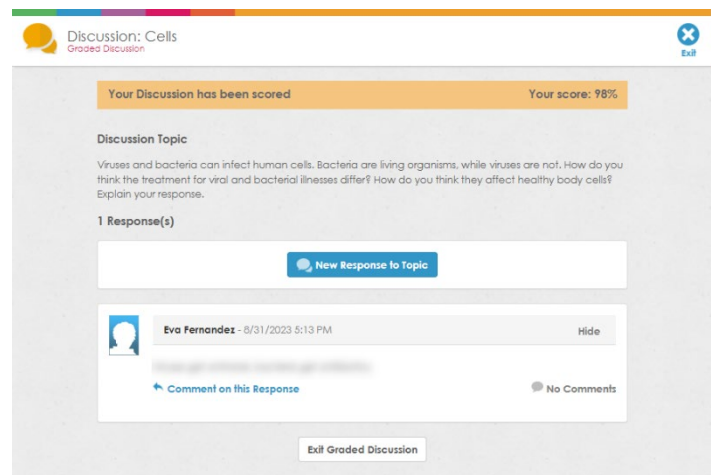 Discussion: Cells
Graded Discussion
Exit
Your Discussion has been scored Your score: 98%
Discussion Topic
Viruses and bacteria can infect human cells. Bacteria are living organisms, while viruses are not. How do you
think the treatment for viral and bacterial illnesses differ? How do you think they affect healthy body cells?
Explain your response.
1 Response(s)
New Response to Topic
Eva Fernandez - 8/31/2023 5:13 PM Hide
Comment on this Response No Comments
Exit Graded Discussion